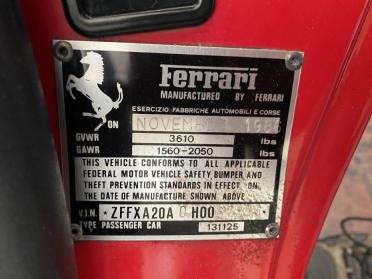 Ferrari
MANUFACTURED BY FERRARI
ESERCIZIO FABBRICHE AUTOMOBILI E CORSE
ON
GVWR 3610 lbs
GAWR 1560-2050 lbs
THIS VEHICLE CONFORMS TO ALL APPLICABLE
FEDERAL MOTOR VEHICLE SAFETY, BUMPER AND
THEFT PREVENTION STANDARDS IN EFFECT ON
THE DATE OF MANUFACTURE SHOWN ABOVE
V.I.N. * ZFFXA20A H00
TYPE PASSENGER CAR 131125